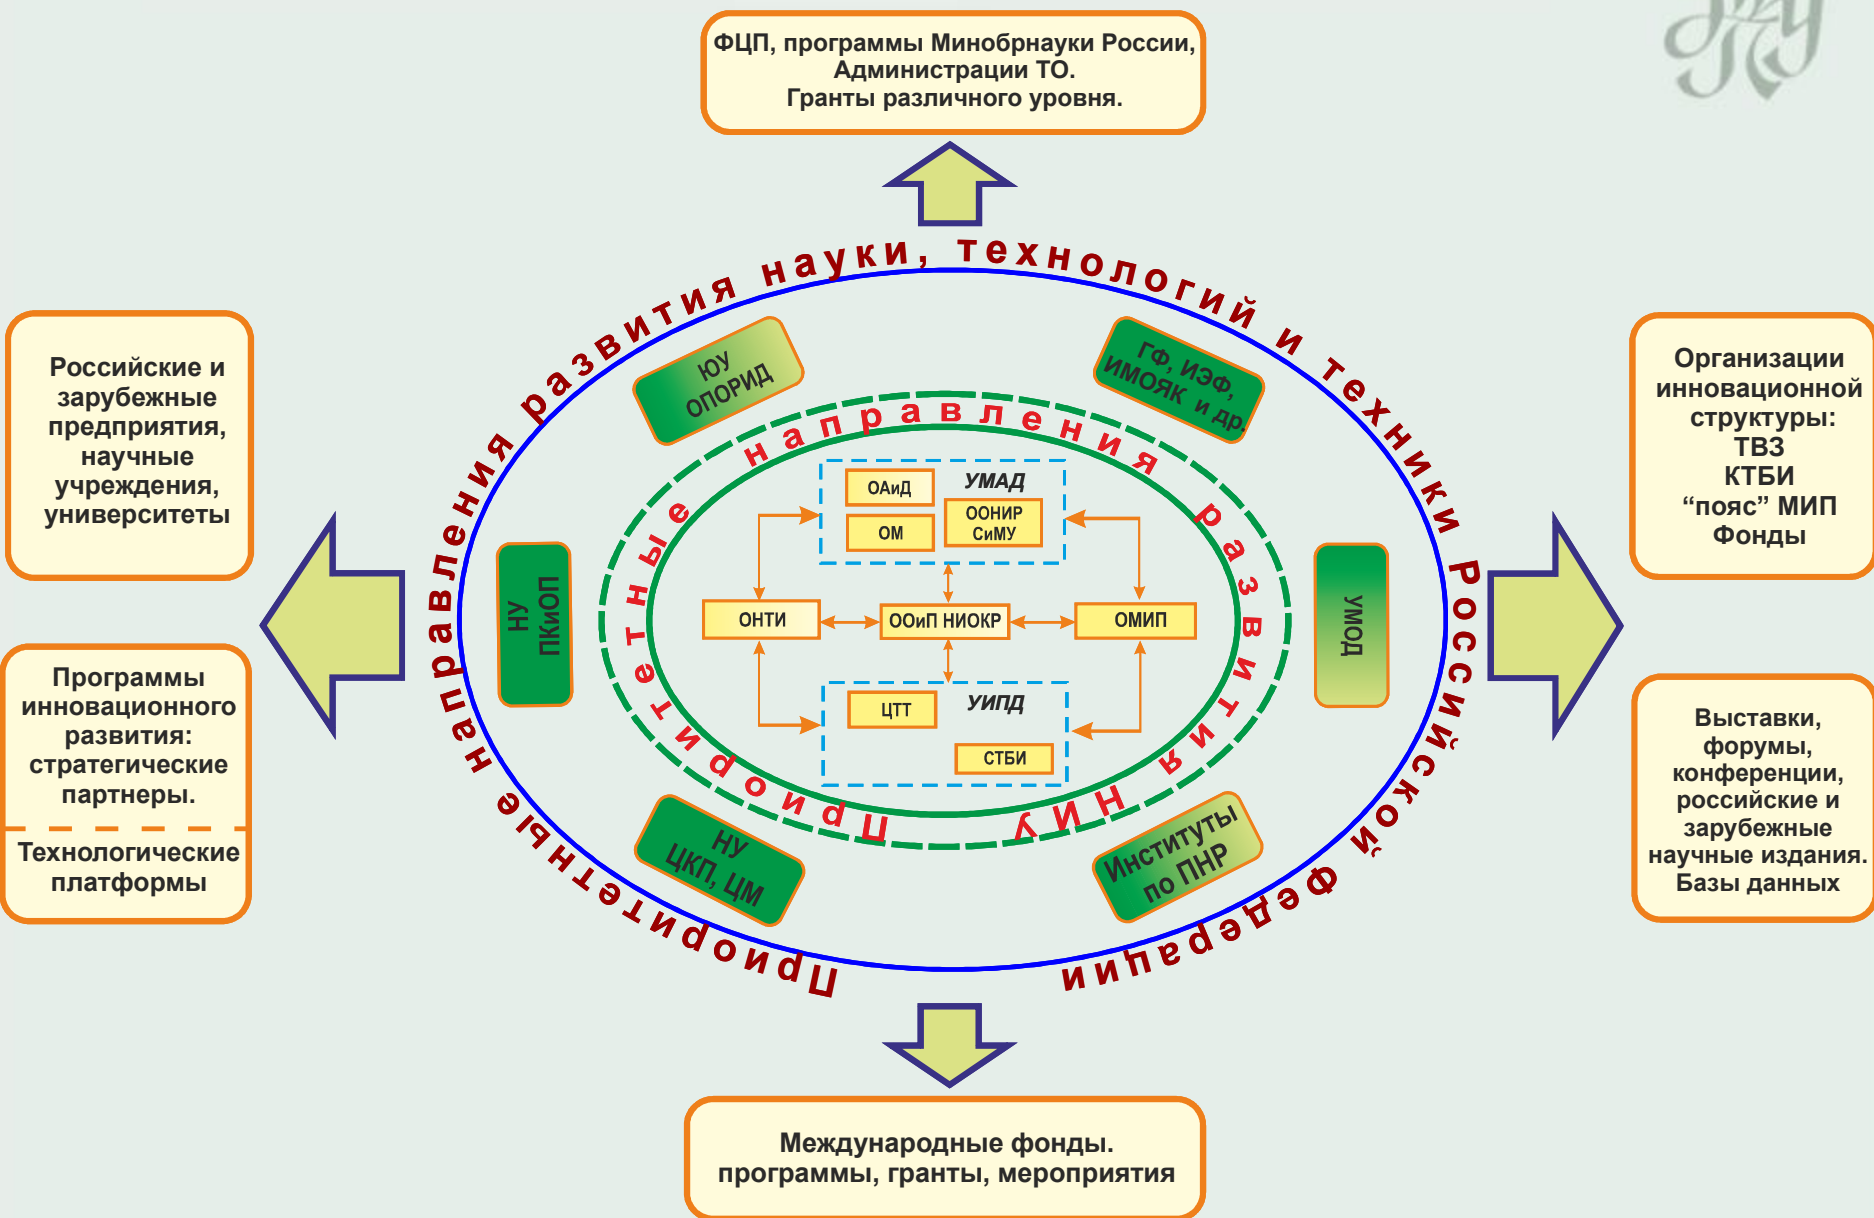 ФЦП, программы Минобрнауки России,
Администрации ТО.
Гранты различного уровня.
Приоритетные направления развития науки, технологий и техники Российской Федерации
Российские и
зарубежные
предприятия,
научные
учреждения,
университеты
Программы
инновационного
развития:
стратегические
партнеры.
Технологические
платформы
ЮУ
ОПОРИД
ГФ, ИЭФ,
ИМОЯК и др.
НУ
ПКиОП
УМОД
НУ
ЦКП, ЦМ
Институты
по ПНР
Приоритетные направления развития НИУ
УМАД
ОАиД
ОМ
ООНИР
СиМУ
ОНТИ
ООиП НИОКР
ОМИП
УИПД
ЦТТ
СТБИ
Организации
инновационной
структуры:
ТВЗ
КТБИ
“пояс” МИП
Фонды
Выставки,
форумы,
конференции,
российские и
зарубежные
научные издания.
Базы данных
Международные фонды.
программы, гранты, мероприятия